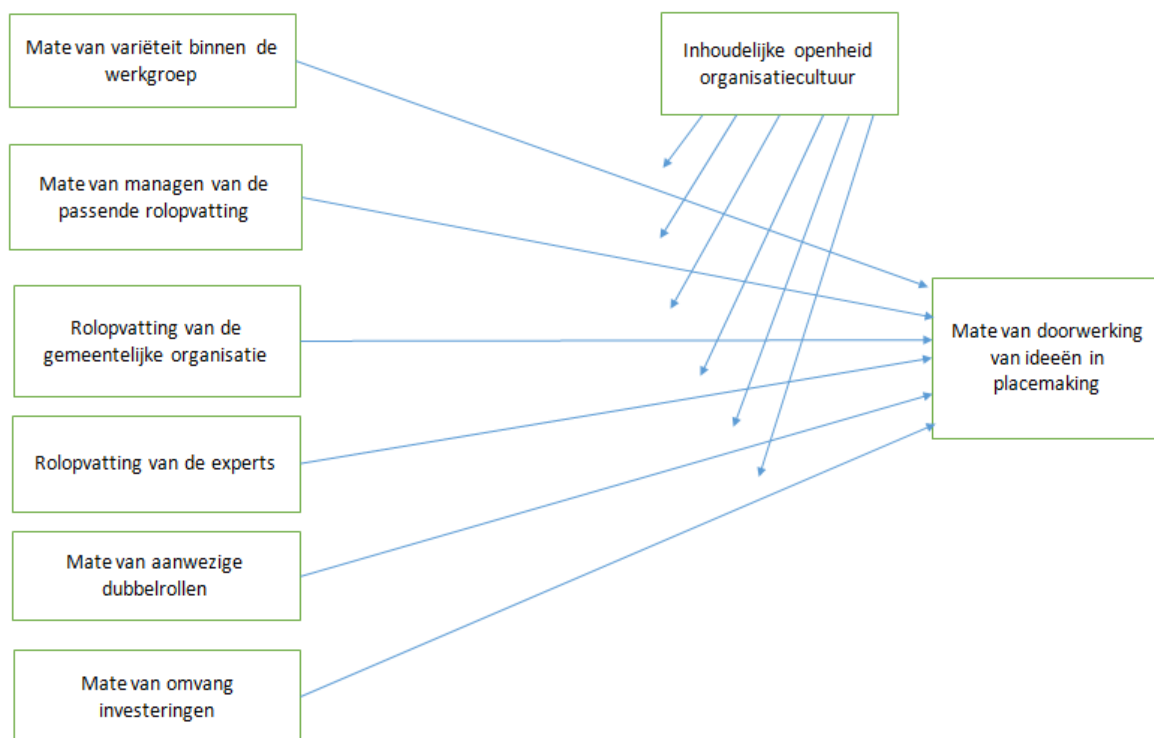 Mate van variëteit binnen de
werkgroep
Inhoudelijke openheid
organisatiecultuur
Mate van managen van de
passende rolopvatting
Rolopvatting van de
gemeentelijke organisatie
Mate van doorwerking
van ideeën in
placemaking
Rolopvatting van de experts
Mate van aanwezige
dubbelrollen
Mate van omvang
investeringen